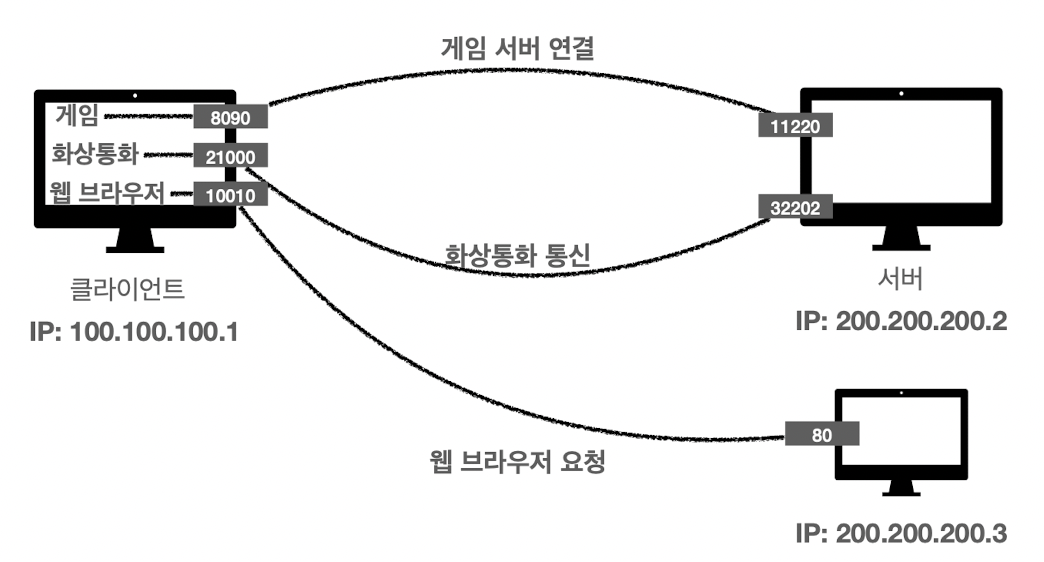 게임 서버 연결
게임
8090
11220
화상통화
21000
웹 브라우저
10010
32202
화상통화 통신
클라이언트
서버
IP: 100.100.100.1
IP: 200.200.200.2
80
웹 브라우저 요청
IP: 200.200.200.3